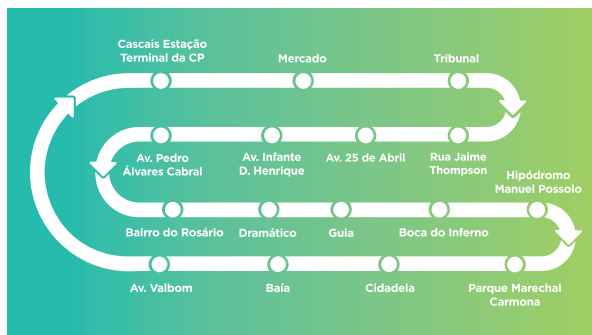 Cascais Estação
Terminal da CP
Mercado
Tribunal
Av. Pedro
Álvares Cabral
Av. Infante
D. Henrique
Av. 25 de Abril
Rua Jaime
Thompson
Hipódromo
Manuel Possolo
Bairro do Rosário
Dramático
Guia
Boca do Inferno
Av. Valbom
Baía
Cidadela
Parque Marechal
Carmona